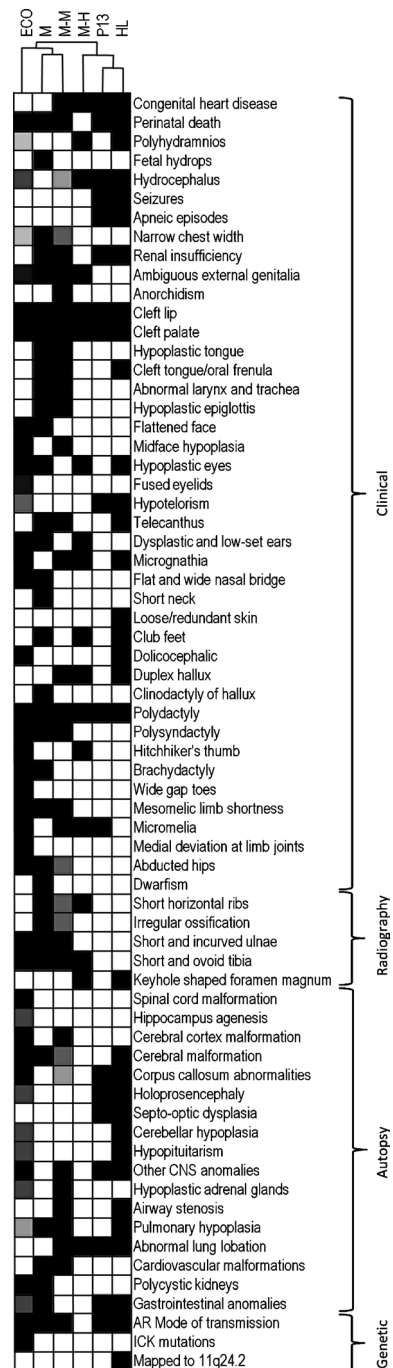 ECO
M
M-M
M-H
P13
HL
Congenital heart disease
Perinatal death
Polyhydramnios
Fetal hydrops
Hydrocephalus
Seizures
Apneic episodes
Narrow chest width
Renal insufficiency
Ambiguous external genitalia
Anorchidism
Cleft lip
Cleft palate
Hypoplastic tongue
Cleft tongue/oral frenula
Abnormal larynx and trachea
Hypoplastic epiglottis
Flattened face
Midface hypoplasia
Hypoplastic eyes
Fused eyelids
Hypotelorism
Telecanthus
Dysplastic and low-set ears
Micrognathia
Flat and wide nasal bridge
Short neck
Loose/redundant skin
Club feet
Dolicocephalic
Duplex hallux
Clinodactyly of hallux
Polydactyly
Polysyndactyly
Hitchhiker's thumb
Brachydactyly
Wide gap toes
Mesomelic limb shortness
Micromelia
Medial deviation at limb joints
Abducted hips
Dwarfism
Clinical
Short horizontal ribs
Irregular ossification
Short and incurved ulnae
Short and ovoid tibia
Keyhole shaped foramen magnum
Radiography
Spinal cord malformation
Hippocampus agenesis
Cerebral cortex malformation
Cerebral malformation
Corpus callosum abnormalities
Holoprosencephaly
Septo-optic dysplasia
Cerebellar hypoplasia
Hypopituitarism
Other CNS anomalies
Hypoplastic adrenal glands
Airway stenosis
Pulmonary hypoplasia
Abnormal lung lobation
Cardiovascular malformations
Polycystic kidneys
Gastrointestinal anomalies
Autopsy
AR Mode of transmission
ICK mutations
Mapped to 11q24.2
Genetic